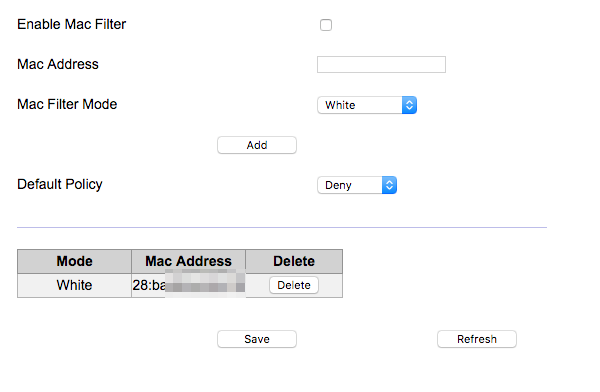 Enable Mac Filter
Mac Address
Mac Filter Mode White
Add
Default Policy Deny
Mode Mac Address Delete
White 28:ba Delete
Save Refresh